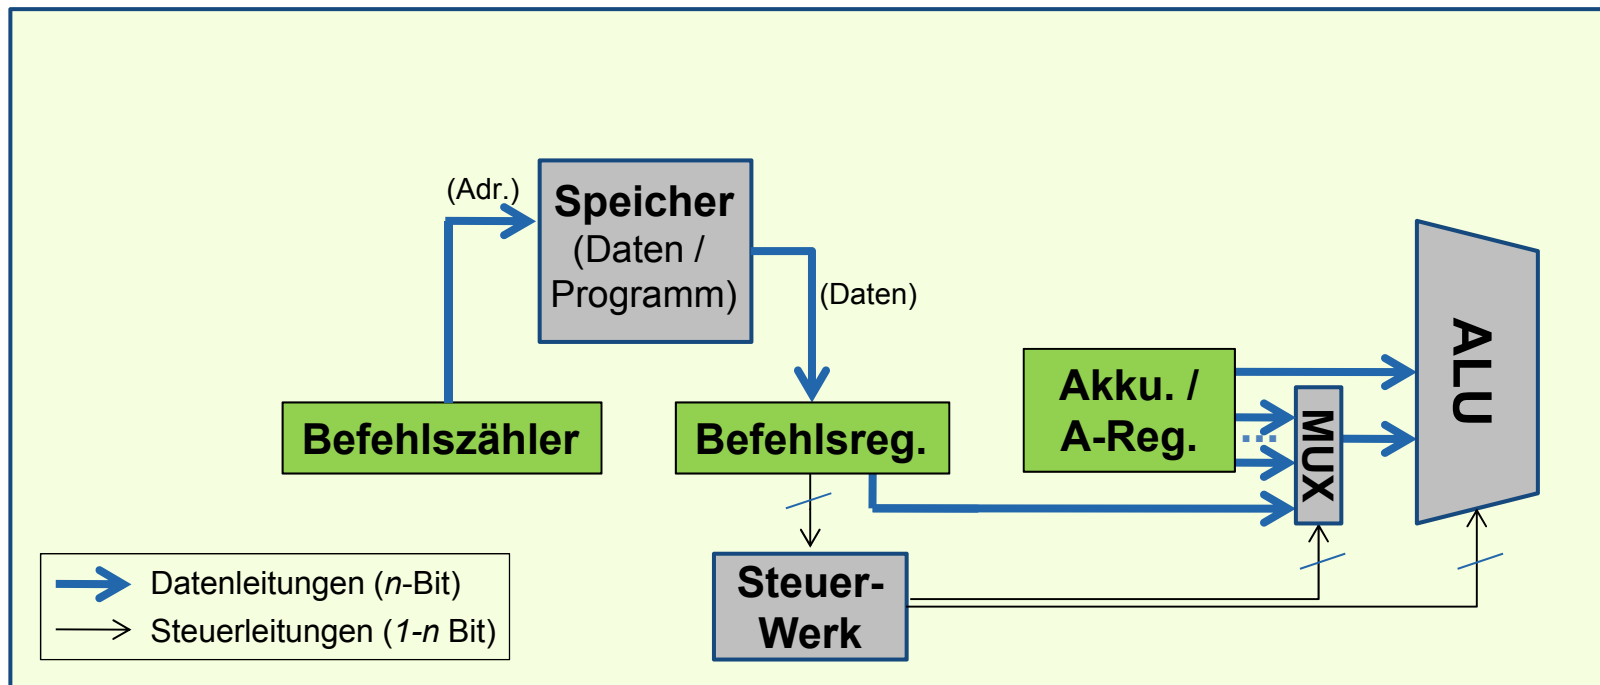 (Adr.)
Speicher
(Daten /
Programm)
(Daten)
Befehlszähler
Befehlsreg.
Akku. /
A-Reg.
MUX
ALU
Steuer-
Werk
Datenleitungen (n-Bit)
Steuerleitungen (1-n Bit)